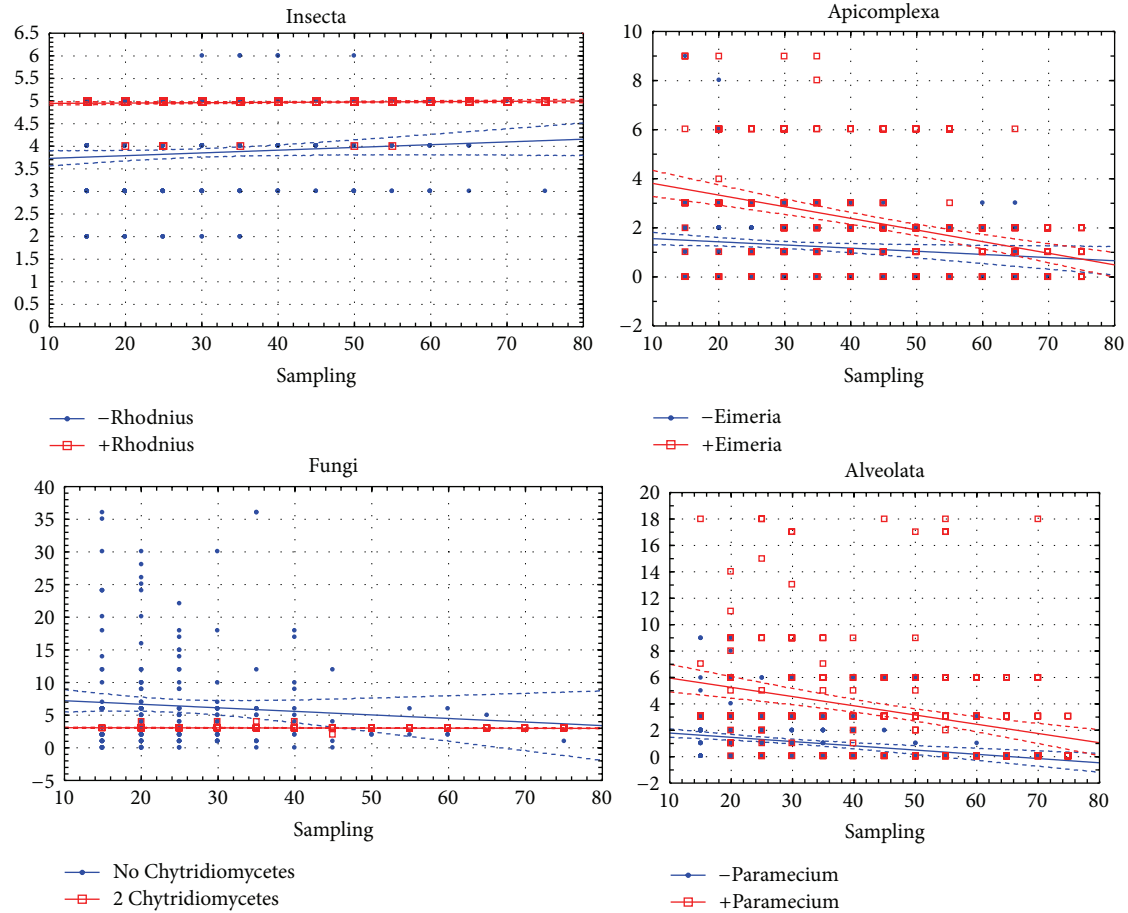 Insecta
6.5
6
5.5
5
4.5
4
3.5
3
2.5
2
1.5
1
0.5
0
10 20 30 40 50 60 70 80
Sampling
−Rhodnius
+Rhodnius
Apicomplexa
10
8
6
4
2
0
−2
10 20 30 40 50 60 70 80
Sampling
−Eimeria
+Eimeria
Fungi
40
35
30
25
20
15
10
5
0
−5
10 20 30 40 50 60 70 80
Sampling
No Chytridiomycetes
2 Chytridiomycetes
Alveolata
20
18
16
14
12
10
8
6
4
2
0
−2
10 20 30 40 50 60 70 80
Sampling
−Paramecium
+Paramecium